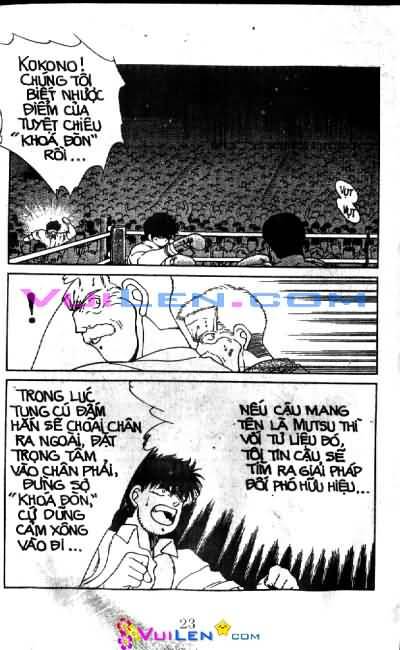 KOKONO!
CHÚNG TÔI
BIẾT NHƯỢC
ĐIỂM CỦA
TUYỆT CHIÊU
"KHOÁ ĐÒN"
RỒI...
VUT
VUT
!
VUILEN.COM
TRONG LÚC
TUNG CÚ ĐẤM
HẮN SẼ CHOẠI CHÂN
RA NGOÀI, ĐẶT
TRỌNG TÂM
VÀO CHÂN PHẢI,
ĐỪNG SỢ
"KHOÁ ĐÒN,"
CỨ DŨNG
CẢM XÔNG
VÀO ĐI...
NẾU CẬU MANG
TÊN LÀ MUTSU THÌ
VỚI TƯ LIỆU ĐÓ,
TÔI TIN CẬU SẼ
TÌM RA GIẢI PHÁP
ĐỐI PHÓ HỮU HIỆU...
23
VUILEN.COM